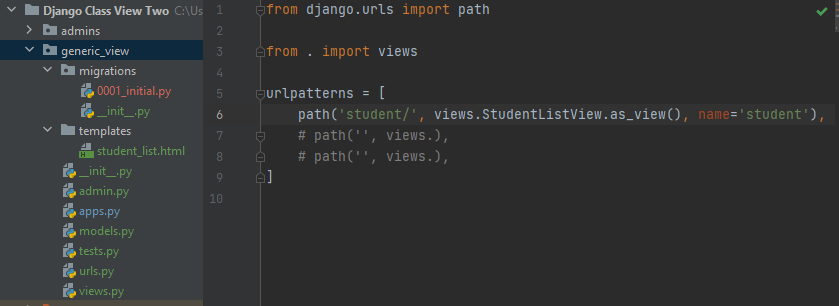 Django Class View Two C:\Us
admins
generic_view
migrations
0001_initial.py
__init__.py
templates
student_list.html
__init__.py
admin.py
apps.py
models.py
tests.py
urls.py
views.py
1 from django.urls import path
2
3 from . import views
4
5 urlpatterns = [
6 path('student/', views.StudentListView.as_view(), name='student'),
7 # path('', views.),
8 # path('', views.),
9 ]
10